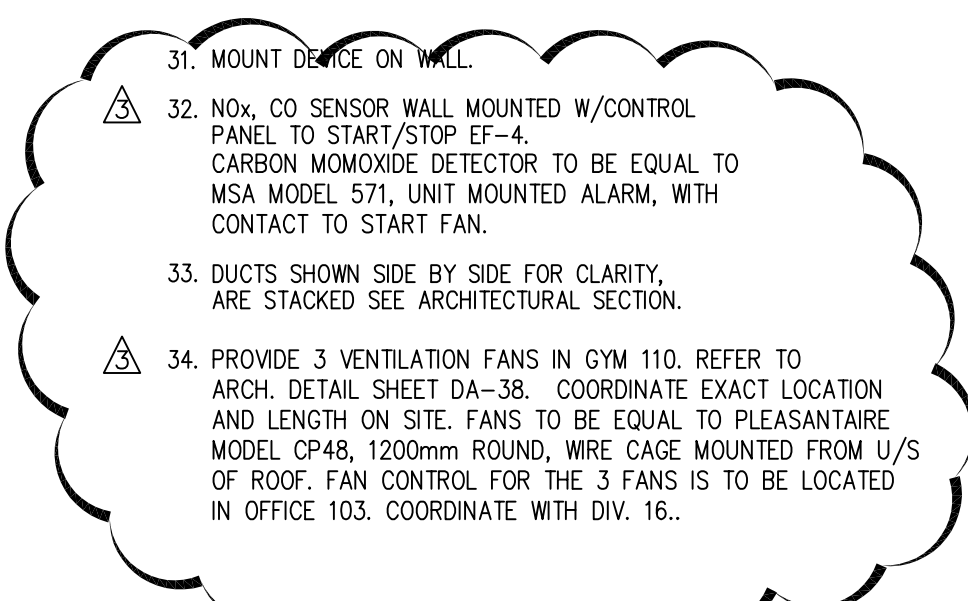 31. MOUNT DEVICE ON WALL.
3 32. NOx, CO SENSOR WALL MOUNTED W/CONTROL
PANEL TO START/STOP EF-4.
CARBON MOMOXIDE DETECTOR TO BE EQUAL TO
MSA MODEL 571, UNIT MOUNTED ALARM, WITH
CONTACT TO START FAN.
33. DUCTS SHOWN SIDE BY SIDE FOR CLARITY,
ARE STACKED SEE ARCHITECTURAL SECTION.
3 34. PROVIDE 3 VENTILATION FANS IN GYM 110. REFER TO
ARCH. DETAIL SHEET DA-38. COORDINATE EXACT LOCATION
AND LENGTH ON SITE. FANS TO BE EQUAL TO PLEASANTAIRE
MODEL CP48, 1200mm ROUND, WIRE CAGE MOUNTED FROM U/S
OF ROOF. FAN CONTROL FOR THE 3 FANS IS TO BE LOCATED
IN OFFICE 103. COORDINATE WITH DIV. 16..